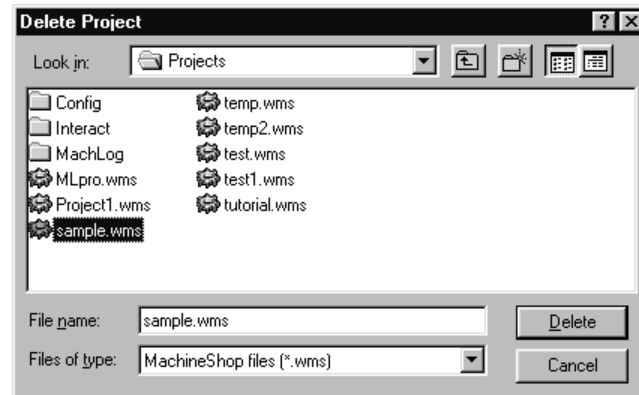 Delete Project
Look in: Projects
Config
Interact
MachLog
MLpro.wms
Project1.wms
sample.wms
temp.wms
temp2.wms
test.wms
test1.wms
tutorial.wms
File name: sample.wms Delete
Files of type: MachineShop files (*.wms) Cancel